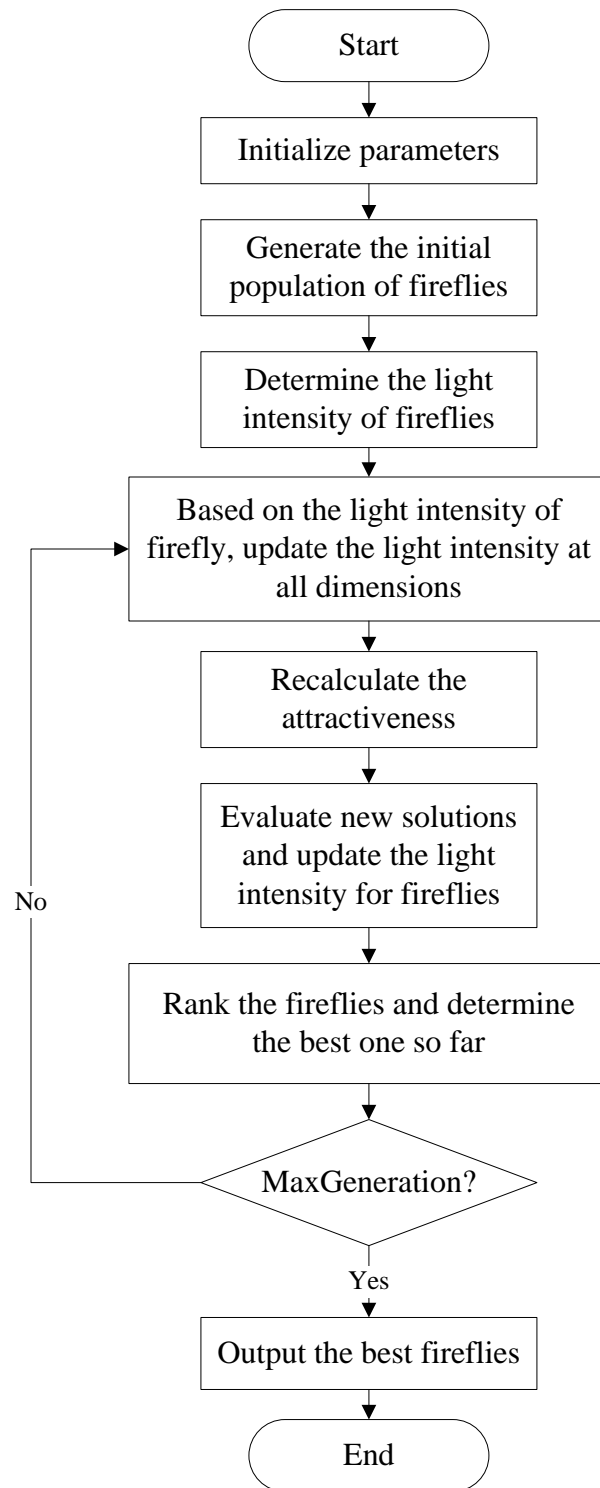 Start
Initialize parameters
Generate the initial
population of fireflies
Determine the light
intensity of fireflies
Based on the light intensity of
firefly, update the light intensity at
all dimensions
Recalculate the
attractiveness
Evaluate new solutions
and update the light
intensity for fireflies
No
Rank the fireflies and determine
the best one so far
MaxGeneration?
Yes
Output the best fireflies
End